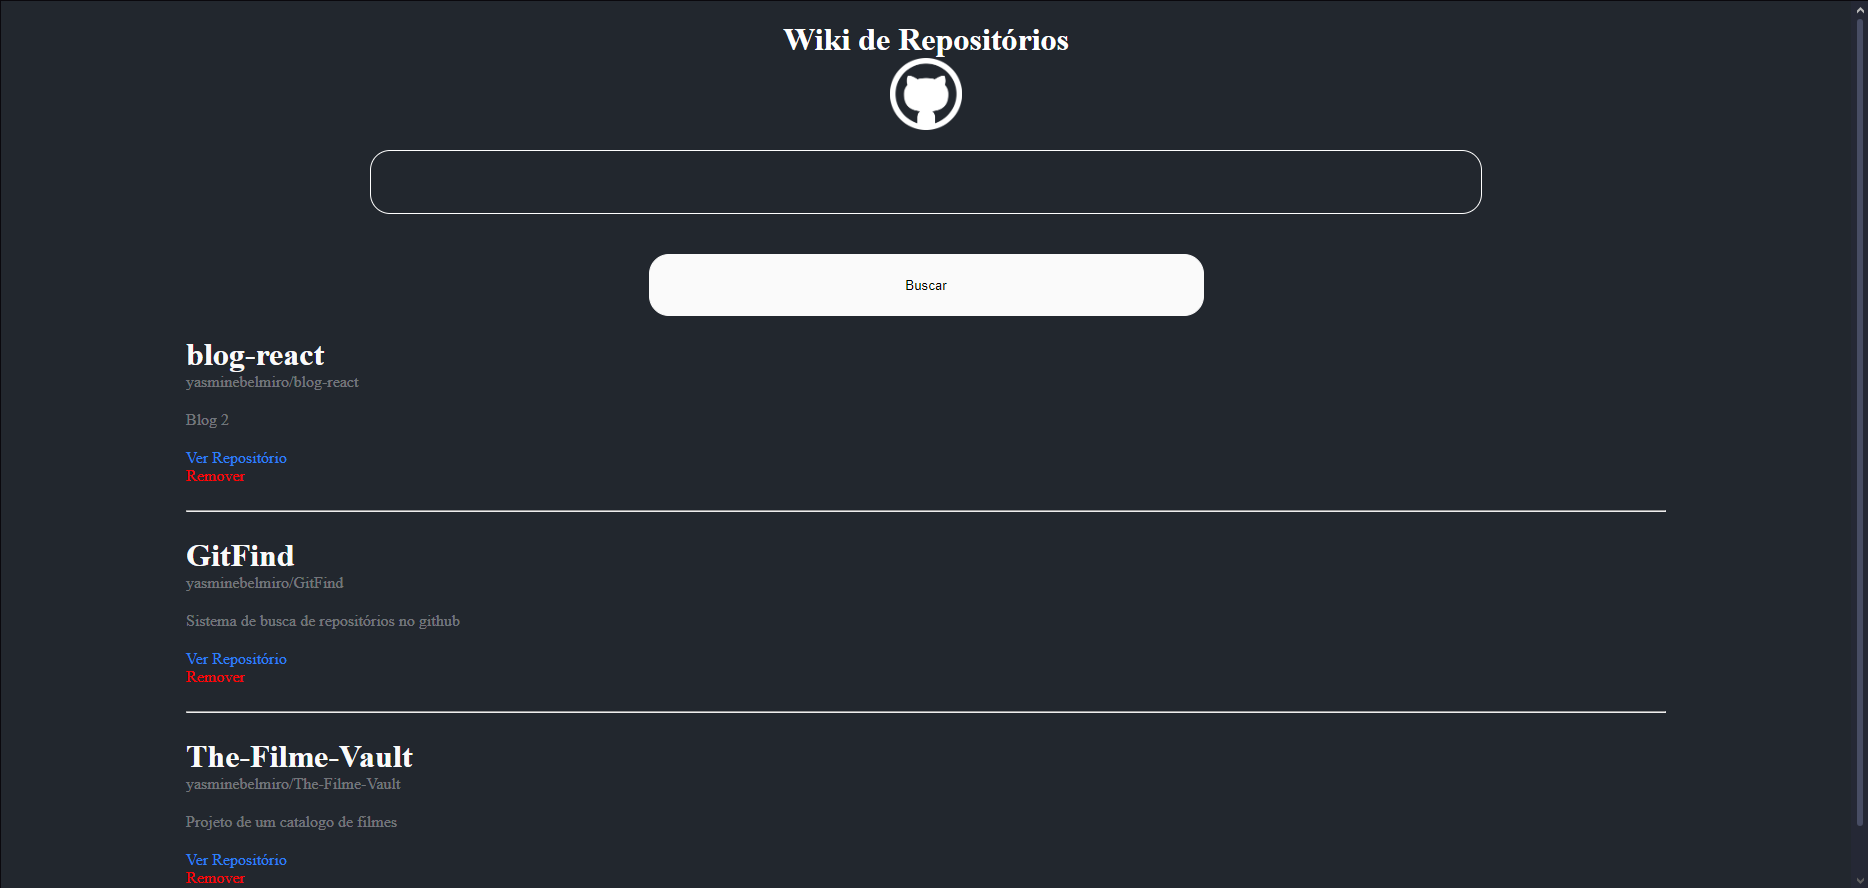 Wiki de Repositórios
Buscar
blog-react
yasminebelmiro/blog-react
Blog 2
Ver Repositório
Remover
GitFind
yasminebelmiro/GitFind
Sistema de busca de repositórios no github
Ver Repositório
Remover
The-Filme-Vault
yasminebelmiro/The-Filme-Vault
Projeto de um catalogo de filmes
Ver Repositório
Remover